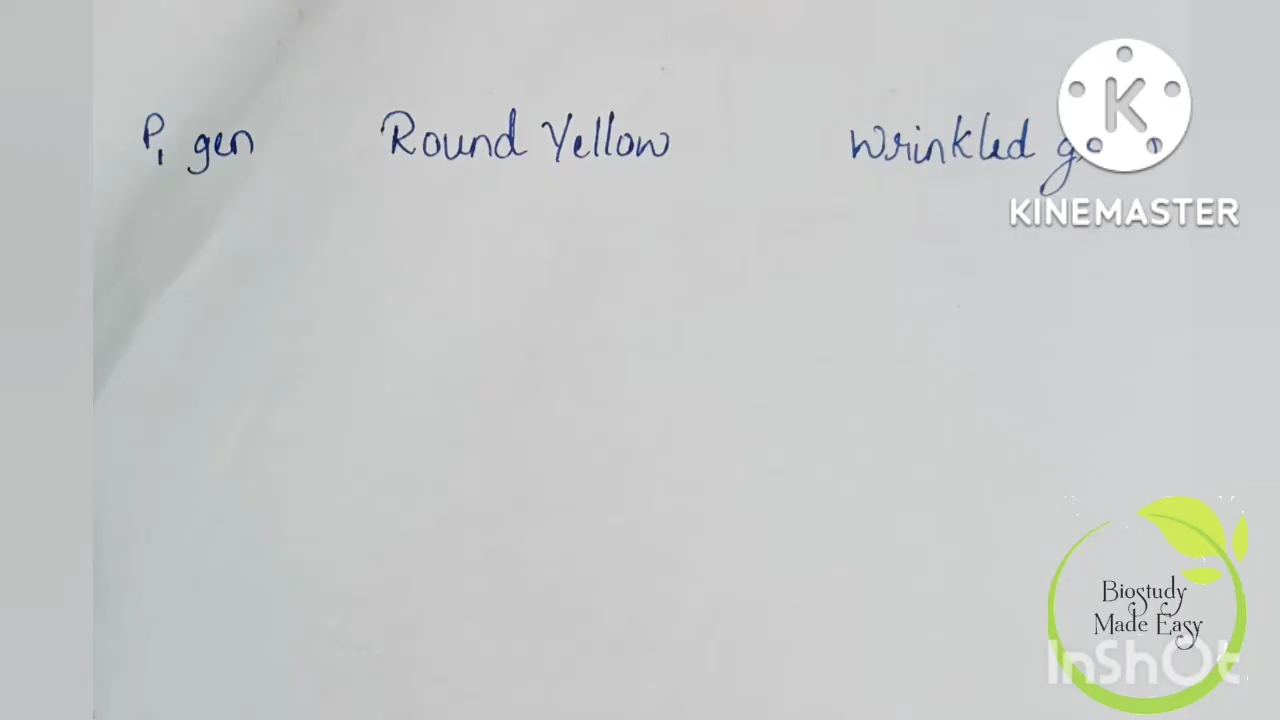 P1 gen Round Yellow Wrinkled
KINEMASTER
Biostudy
Made Easy
InShOt